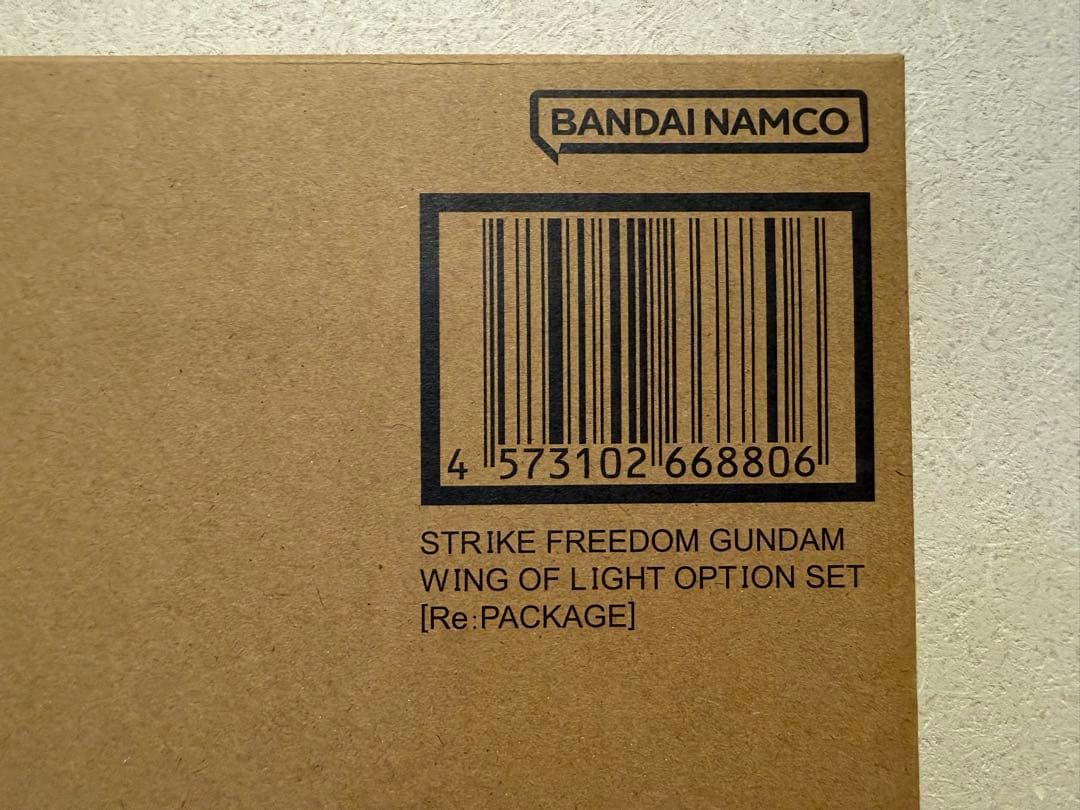 BANDAI NAMCO
4 573102 668806
STRIKE FREEDOM GUNDAM
WING OF LIGHT OPTION SET
[Re:PACKAGE]